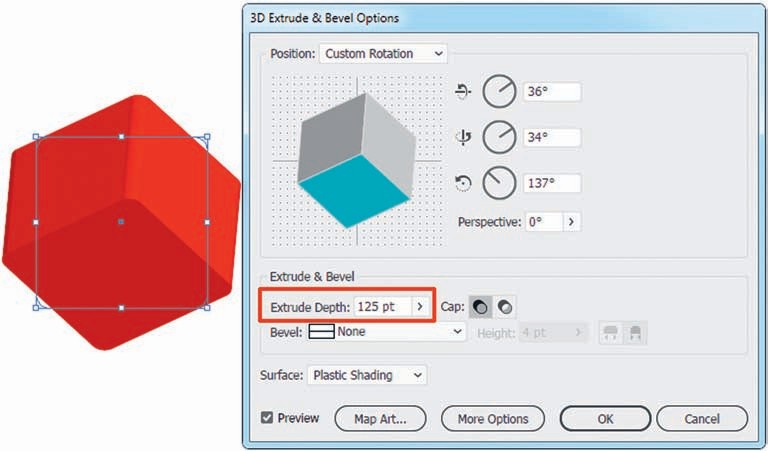 3D Extrude & Bevel Options
Position: Custom Rotation
36°
34°
137°
Perspective: 0°
Extrude & Bevel
Extrude Depth: 125 pt Cap:
Bevel: None Height: 4 pt
Surface: Plastic Shading
Preview Map Art... More Options OK Cancel